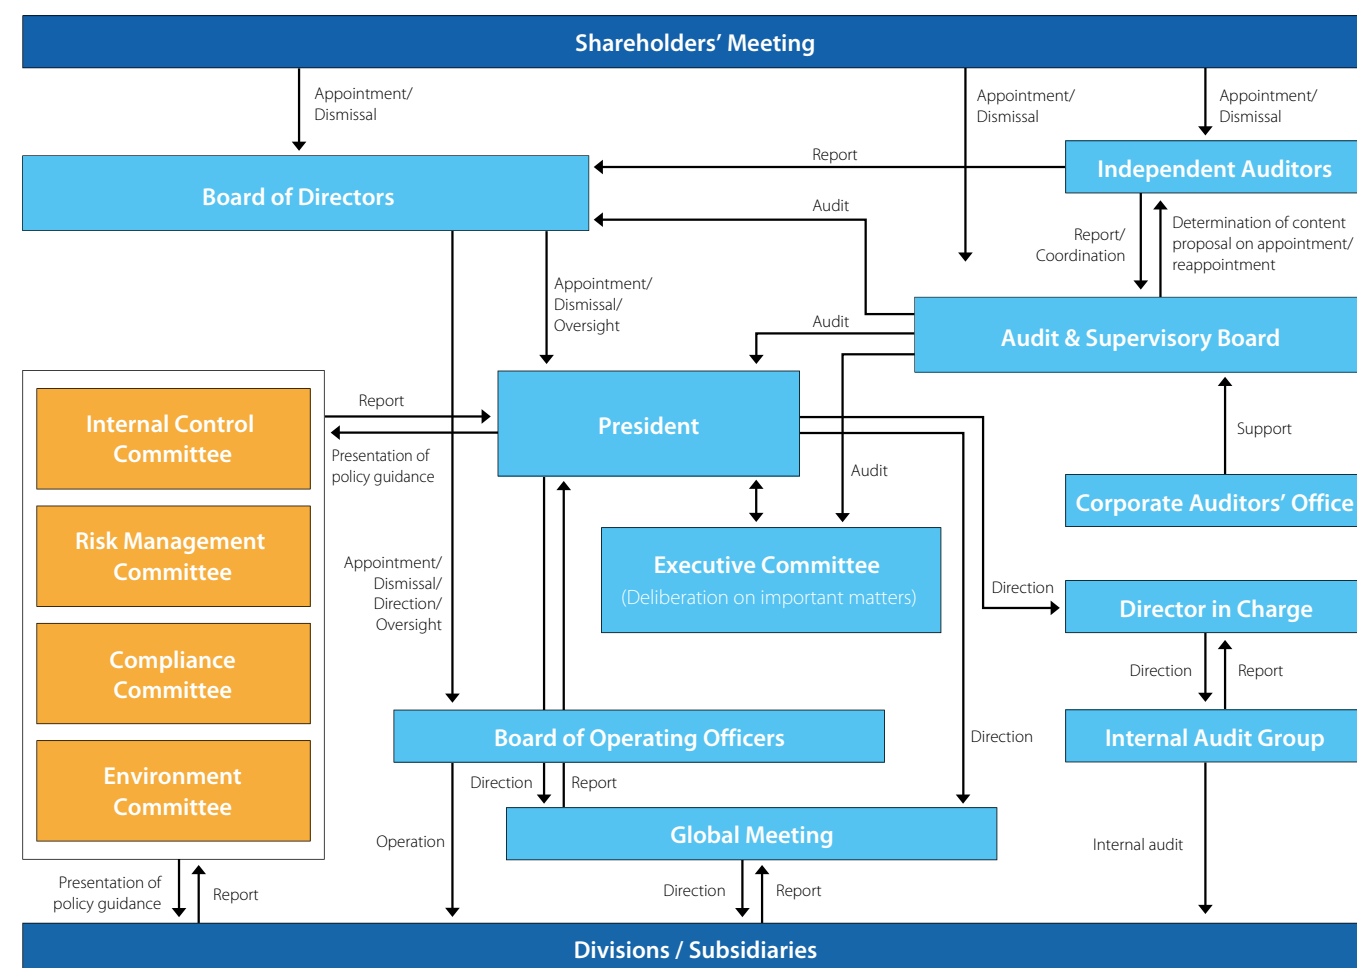 Shareholders’ Meeting
Appointment/
Dismissal
Appointment/
Dismissal
Appointment/
Dismissal
Report
Independent Auditors
Board of Directors
Audit
Report/
Coordination
Determination of content
proposal on appointment/
reappointment
Appointment/
Dismissal/
Oversight
Audit
Audit & Supervisory Board
Internal Control
Committee
Report
President
Presentation of
policy guidance
Audit
Support
Corporate Auditors’ Office
Risk Management
Committee
Appointment/
Dismissal/
Direction/
Oversight
Executive Committee
(Deliberation on important matters)
Direction
Director in Charge
Compliance
Committee
Direction
Report
Board of Operating Officers
Direction
Internal Audit Group
Environment
Committee
Direction
Report
Operation
Global Meeting
Internal audit
Presentation of
policy guidance
Report
Direction
Report
Divisions / Subsidiaries